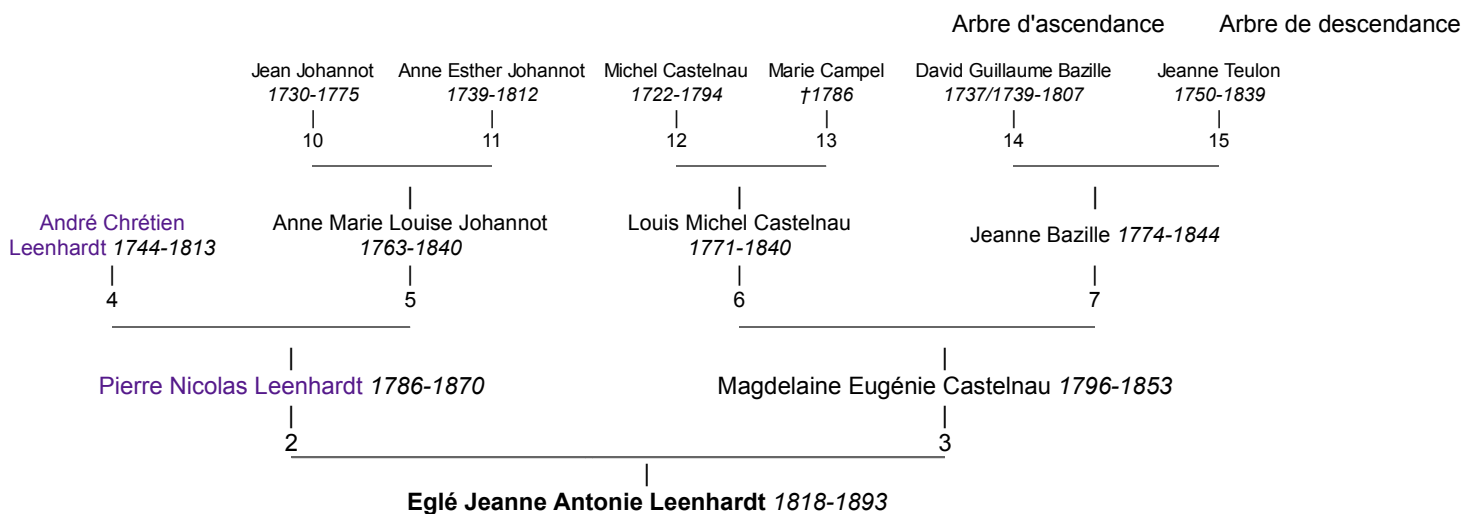 Arbre d'ascendance Arbre de descendance
Jean Johannot Anne Esther Johannot Michel Castelnau Marie Campel David Guillaume Bazille Jeanne Teulon
1730-1775 1739-1812 1722-1794 †1786 1737/1739-1807 1750-1839
| | | | | |
10 11 12 13 14 15
| | |
André Chrétien Anne Marie Louise Johannot Louis Michel Castelnau Jeanne Bazille 1774-1844
Leenhardt 1744-1813 1763-1840 1771-1840
| | | |
4 5 6 7
| |
Pierre Nicolas Leenhardt 1786-1870 Magdelaine Eugénie Castelnau 1796-1853
| |
2 3
|
Eglé Jeanne Antonie Leenhardt 1818-1893